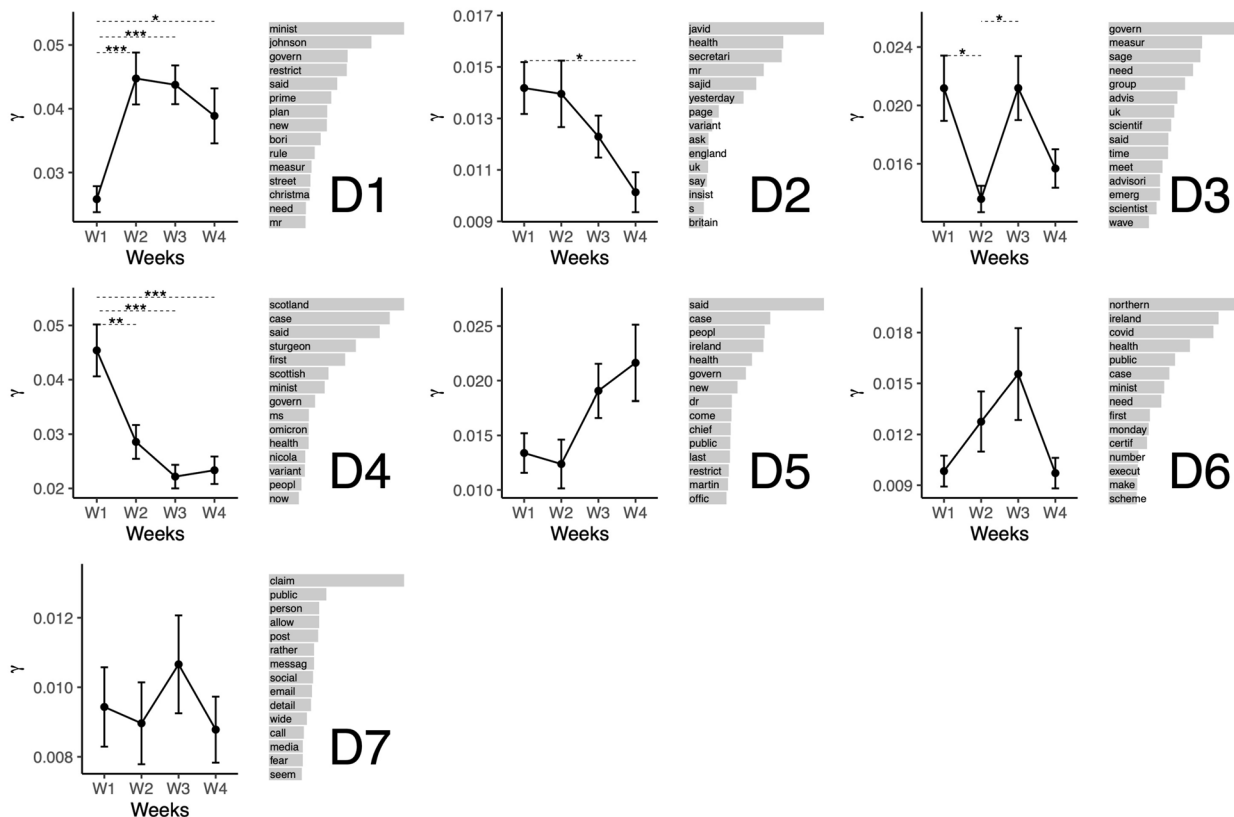 γ
0.05
0.04
0.03
*
***
***
W1 W2 W3 W4
Weeks
minist
johnson
govern
restrict
said
prime
plan
new
bori
rule
measur
street
christma
need
mr
D1
γ
0.017
0.015
0.013
0.011
0.009
*
W1 W2 W3 W4
Weeks
javid
health
secretari
mr
sajid
yesterday
page
variant
ask
england
uk
say
insist
s
britain
D2
γ
0.024
0.020
0.016
*
*
W1 W2 W3 W4
Weeks
govern
measur
sage
need
group
advis
uk
scientif
said
time
meet
advisori
emerg
scientist
wave
D3
γ
0.05
0.04
0.03
0.02
***
***
**
W1 W2 W3 W4
Weeks
scotland
case
said
sturgeon
first
scottish
minist
govern
ms
omicron
health
nicola
variant
peopl
now
D4
γ
0.025
0.020
0.015
0.010
W1 W2 W3 W4
Weeks
said
case
peopl
ireland
health
govern
new
dr
come
chief
public
last
restrict
martin
offic
D5
γ
0.018
0.015
0.012
0.009
W1 W2 W3 W4
Weeks
northern
ireland
covid
health
public
case
minist
need
first
monday
certif
number
execut
make
scheme
D6
γ
0.012
0.010
0.008
W1 W2 W3 W4
Weeks
claim
public
person
allow
post
rather
messag
social
email
detail
wide
call
media
fear
seem
D7